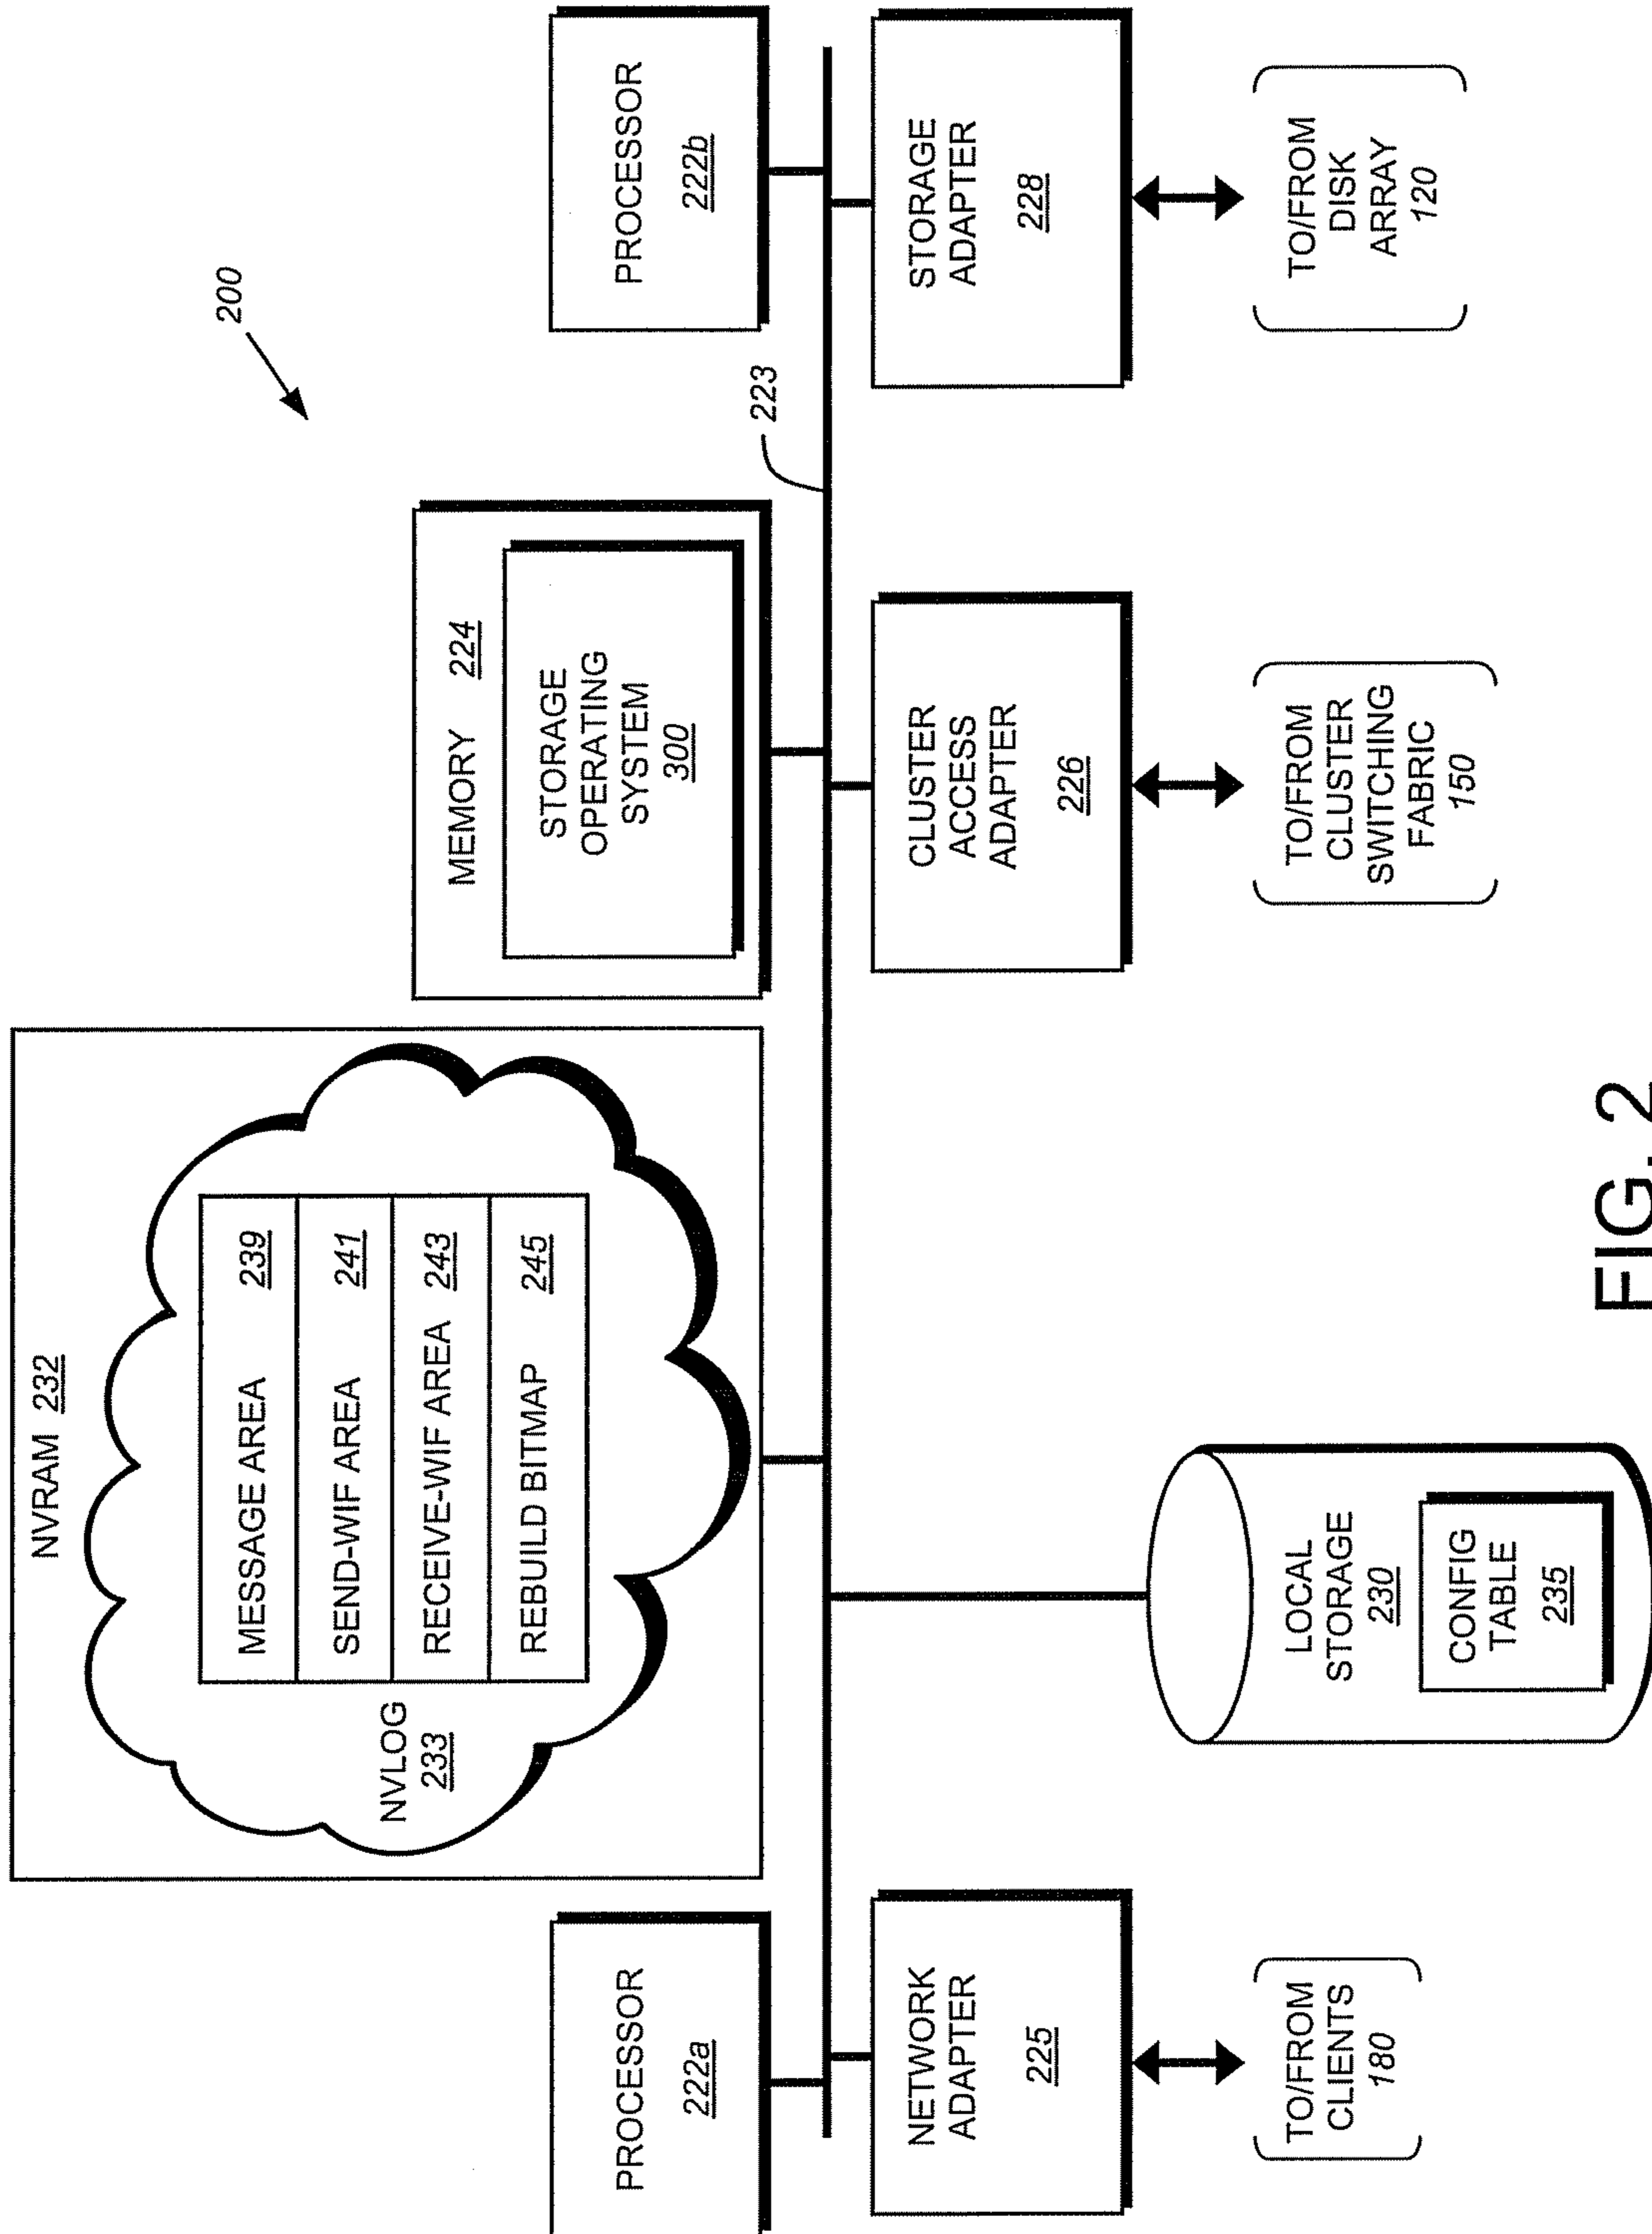 200
NVRAM 232
MESSAGE AREA 239
SEND-WIF AREA 241
RECEIVE-WIF AREA 243
REBUILD BITMAP 245
NVLOG
233
PROCESSOR
222a
MEMORY 224
STORAGE
OPERATING
SYSTEM
300
PROCESSOR
222b
223
NETWORK
ADAPTER
225
TO/FROM
CLIENTS
180
LOCAL
STORAGE
230
CONFIG
TABLE
235
CLUSTER
ACCESS
ADAPTER
226
TO/FROM
CLUSTER
SWITCHING
FABRIC
150
STORAGE
ADAPTER
228
TO/FROM
DISK
ARRAY
120
FIG. 2